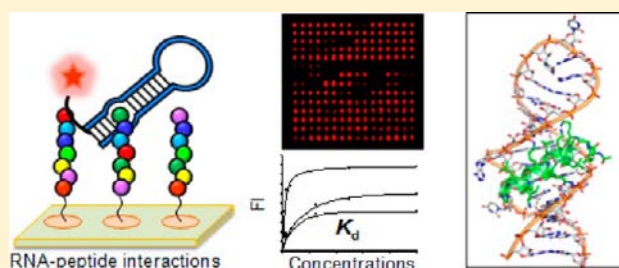 RNA-peptide interactions
FI
K_d
Concentrations